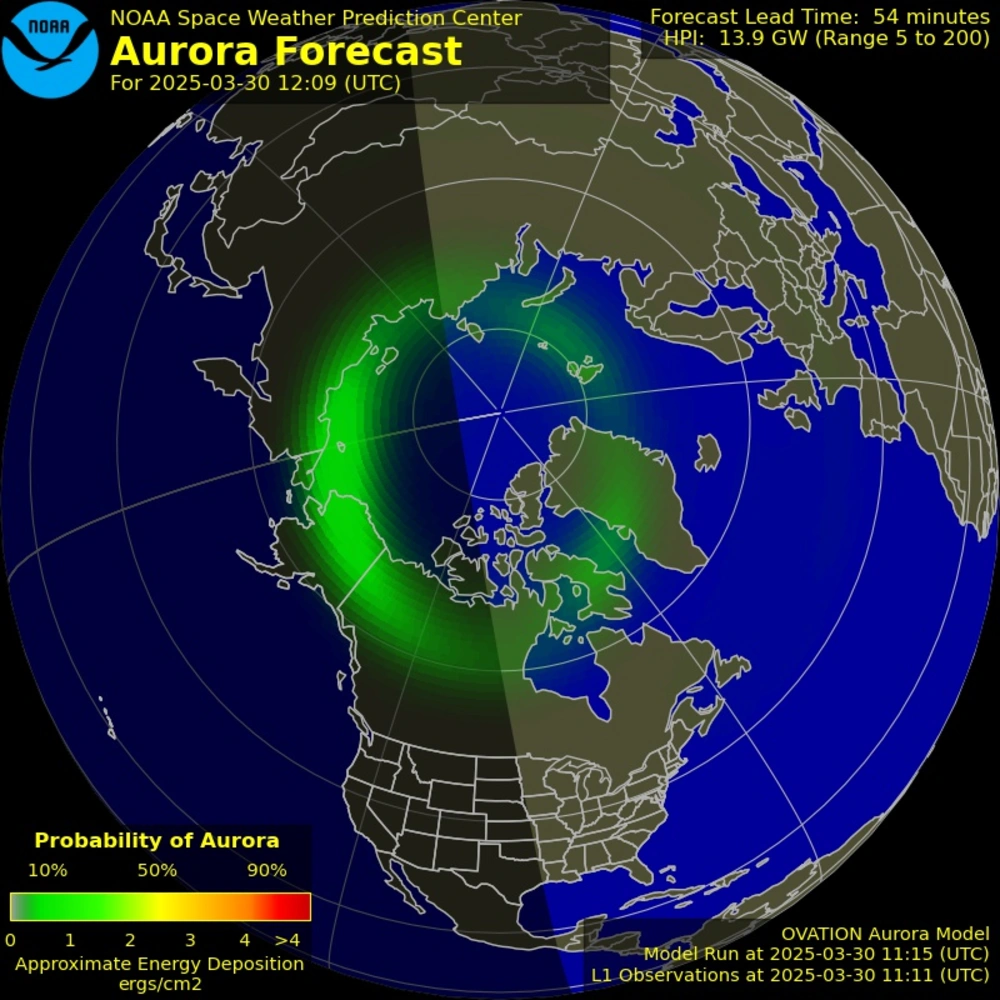 NOAA
NOAA Space Weather Prediction Center
Aurora Forecast
For 2025-03-30 12:09 (UTC)
Forecast Lead Time: 54 minutes
HPI: 13.9 GW (Range 5 to 200)
Probability of Aurora
10% 50% 90%
0 1 2 3 4 >4
Approximate Energy Deposition
ergs/cm2
OVATION Aurora Model
Model Run at 2025-03-30 11:15 (UTC)
L1 Observations at 2025-03-30 11:11 (UTC)